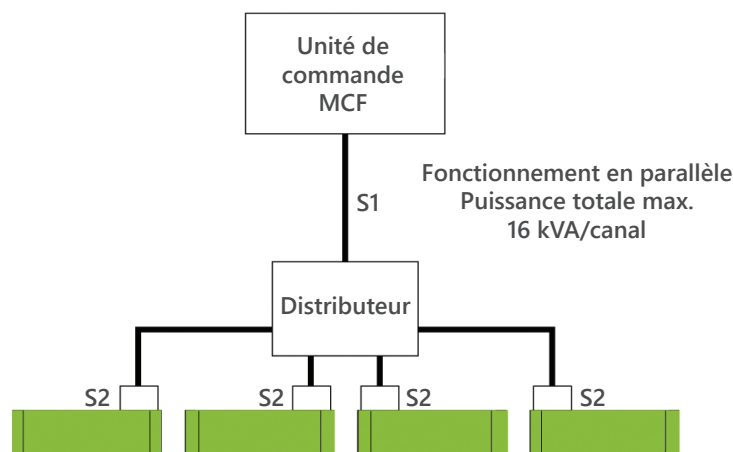 Unité de
commande
MCF
Fonctionnement en parallèle
Puissance totale max.
16 kVA/canal
S1
Distributeur
S2
S2
S2
S2